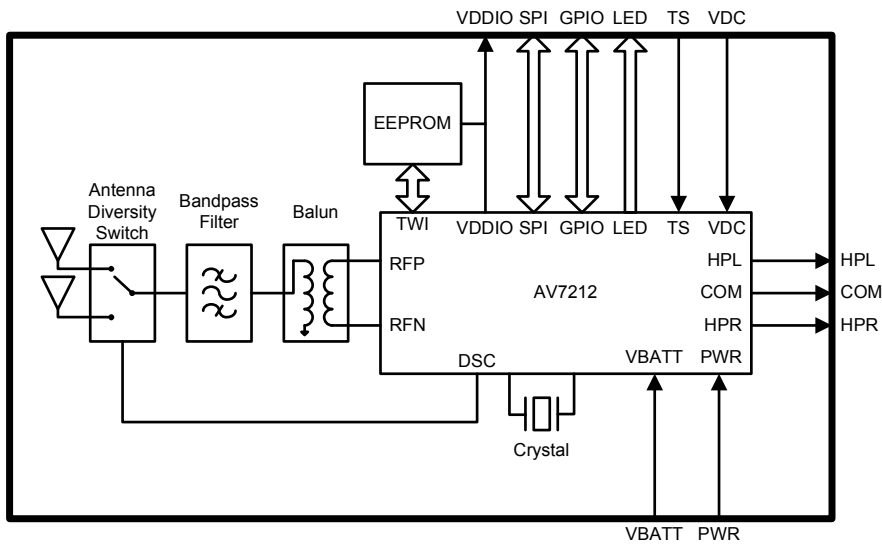 VDDIO SPI GPIO LED TS VDC
EEPROM
Antenna
Diversity
Switch
Bandpass
Filter
Balun
TWI
VDDIO SPI GPIO LED TS VDC
RFP
RFN
AV7212
HPL
COM
HPR
HPL
COM
HPR
DSC
VBATT PWR
Crystal
VBATT PWR